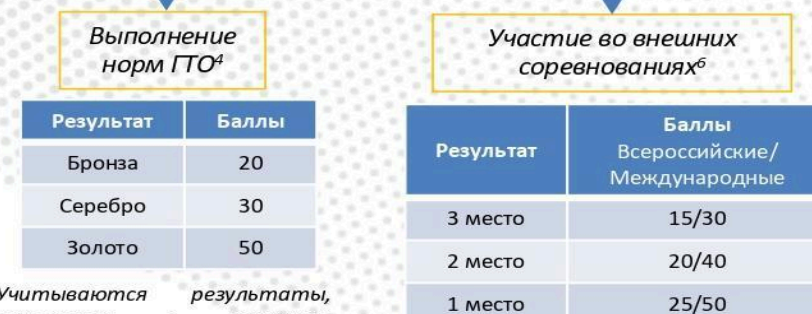 Выполнение
норм ГТО⁴
Результат Баллы
Бронза 20
Серебро 30
Золото 50
Учитываются результаты,
Участие во внешних
соревнованиях⁶
Результат Баллы
Всероссийские/
Международные
3 место 15/30
2 место 20/40
1 место 25/50